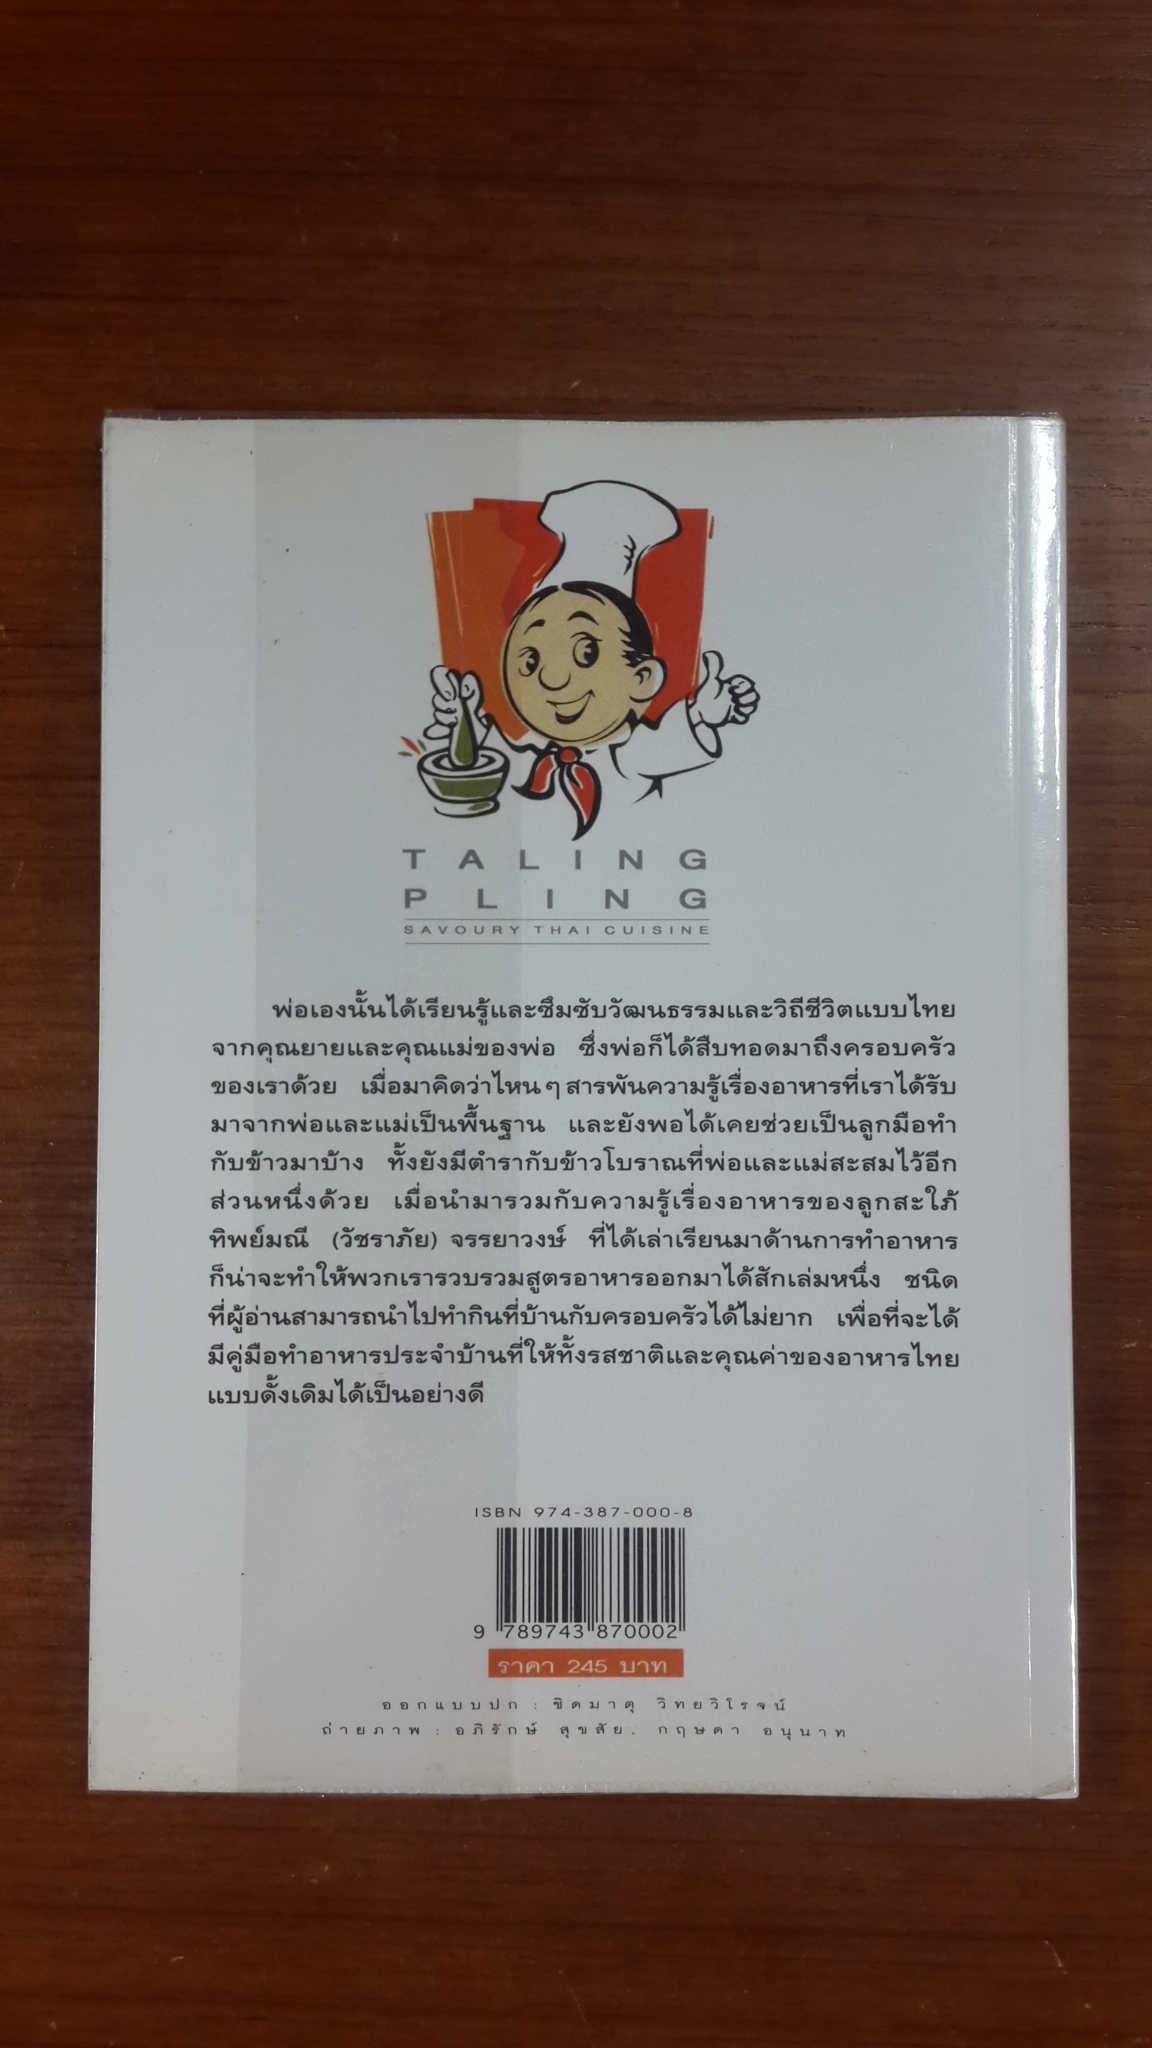 TALING
PLING
SAVOURY THAI CUISINE
พ่อเองนั้นได้เรียนรู้และซึมซับวัฒนธรรมและวิถีชีวิตแบบไทย
จากคุณยายและคุณแม่ของพ่อ ซึ่งพ่อก็ได้สืบทอดมาถึงครอบครัว
ของเราด้วย เมื่อมาคิดว่าไหนๆ สารพันความรู้เรื่องอาหารที่เราได้รับ
มาจากพ่อและแม่เป็นพื้นฐาน และยังพอได้เคยช่วยเป็นลูกมือทำ
กับข้าวมาบ้าง ทั้งยังมีตำรากับข้าวโบราณที่พ่อและแม่สะสมไว้อีก
ส่วนหนึ่งด้วย เมื่อนำมารวมกับความรู้เรื่องอาหารของลูกสะใภ้
ทิพย์มณี (วัชราภัย) จรรยาวงษ์ ที่ได้เล่าเรียนมาด้านการทำอาหาร
ก็น่าจะทำให้พวกเรารวบรวมสูตรอาหารออกมาได้สักเล่มหนึ่ง ชนิด
ที่ผู้อ่านสามารถนำไปทำกินที่บ้านกับครอบครัวได้ไม่ยาก เพื่อที่จะได้
มีคู่มือทำอาหารประจำบ้านที่ให้ทั้งรสชาติและคุณค่าของอาหารไทย
แบบดั้งเดิมได้เป็นอย่างดี
ISBN 974-387-000-8
9 789743 870002
ราคา 245 บาท
ออกแบบปก : ขิดมาตุ วิทยวิโรจน์
ถ่ายภาพ : อภิรักษ์ สุขสัย. กฤษดา อนุนาท